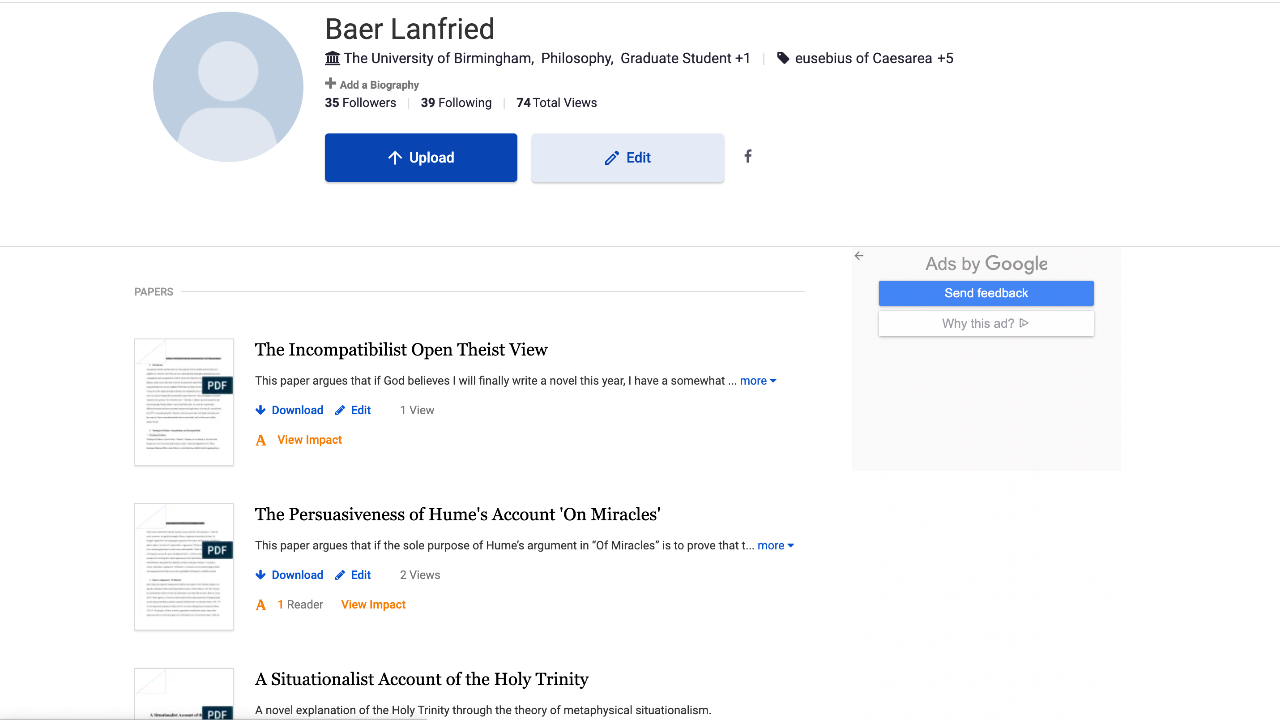 Baer Lanfried
The University of Birmingham, Philosophy, Graduate Student +1 | eusebius of Caesarea +5
Add a Biography
35 Followers | 39 Following | 74 Total Views
Upload
Edit
Ads by Google
Send feedback
Why this ad?
PAPERS
The Incompatibilist Open Theist View
This paper argues that if God believes I will finally write a novel this year, I have a somewhat ... more
PDF
Download Edit 1 View
View Impact
The Persuasiveness of Hume's Account 'On Miracles'
This paper argues that if the sole purpose of Hume's argument in "Of Miracles" is to prove that t... more
PDF
Download Edit 2 Views
1 Reader View Impact
A Situationalist Account of the Holy Trinity
A novel explanation of the Holy Trinity through the theory of metaphysical situationalism.
PDF